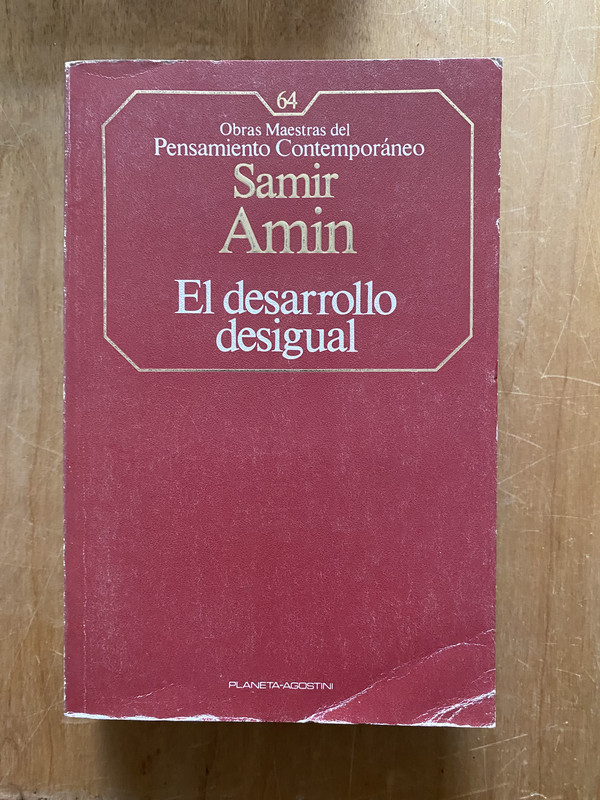 64
Obras Maestras del
Pensamiento Contemporáneo
Samir
Amin
El desarrollo
desigual
PLANETA-AGOSTINI